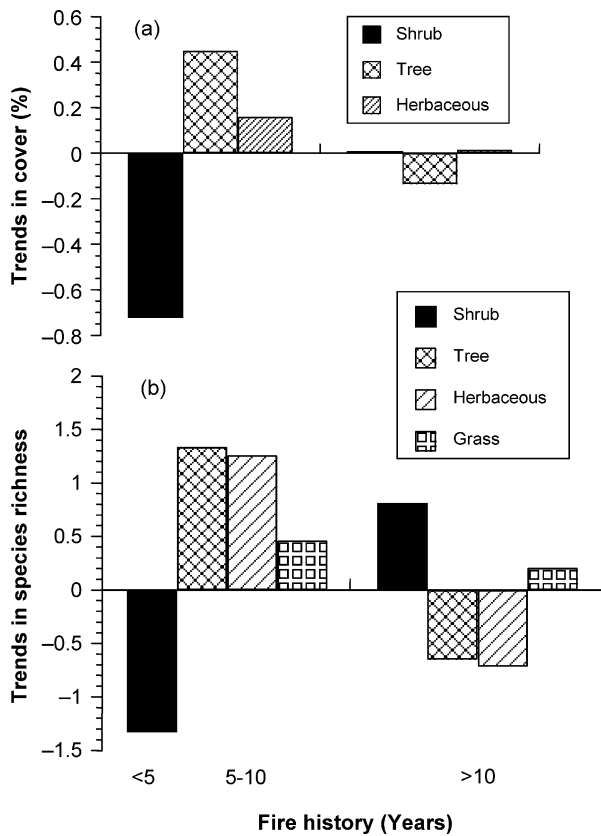 (a)
Shrub
Tree
Herbaceous
0.6
0.4
0.2
0
–0.2
–0.4
–0.6
–0.8
Trends in cover (%)
(b)
Shrub
Tree
Herbaceous
Grass
2
1.5
1
0.5
0
–0.5
–1
–1.5
Trends in species richness
<5 5-10 >10
Fire history (Years)